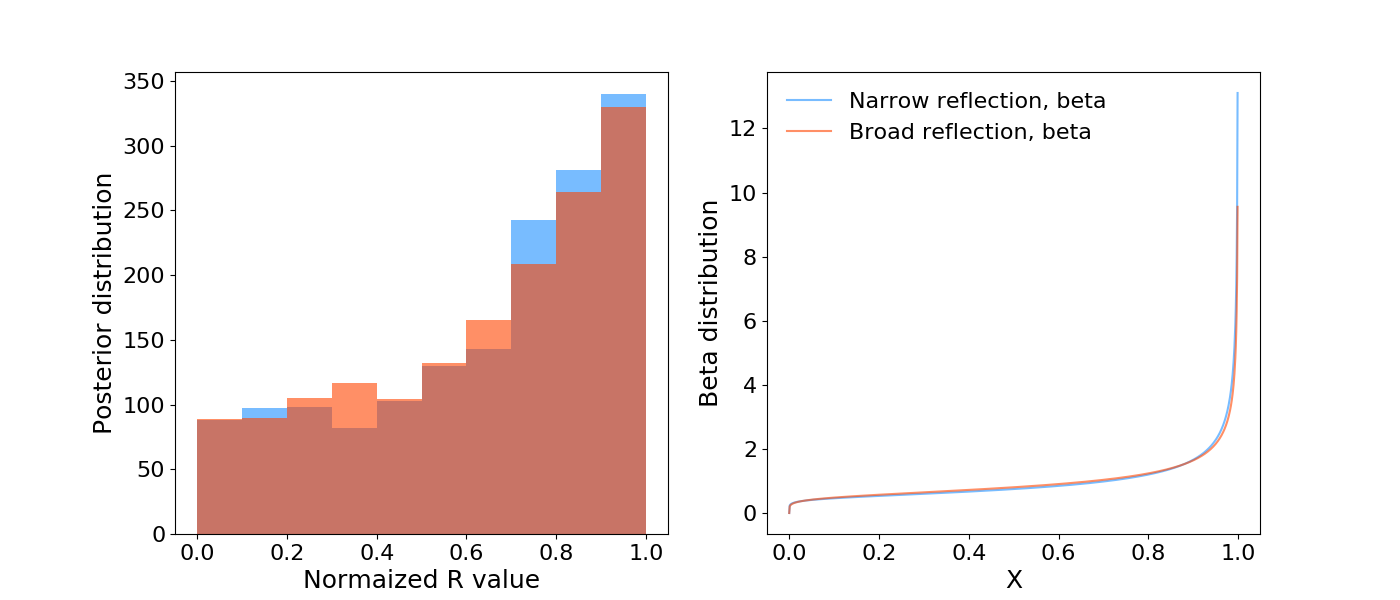 Posterior distribution
350
300
250
200
150
100
50
0
0.0 0.2 0.4 0.6 0.8 1.0
Normaized R value
Beta distribution
12
10
8
6
4
2
0
Narrow reflection, beta
Broad reflection, beta
0.0 0.2 0.4 0.6 0.8 1.0
X